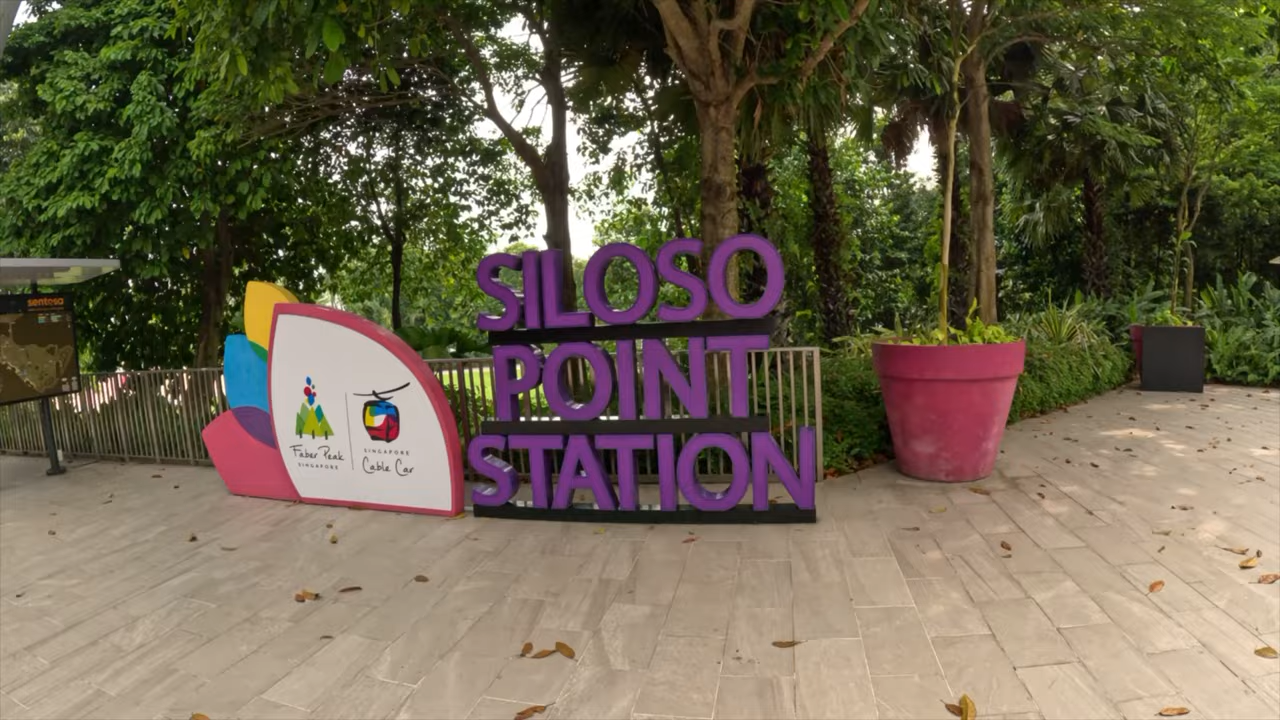 sentosa
Faber Peak
SINGAPORE
SINGAPORE
Cable Car
SILOSO
POINT
STATION